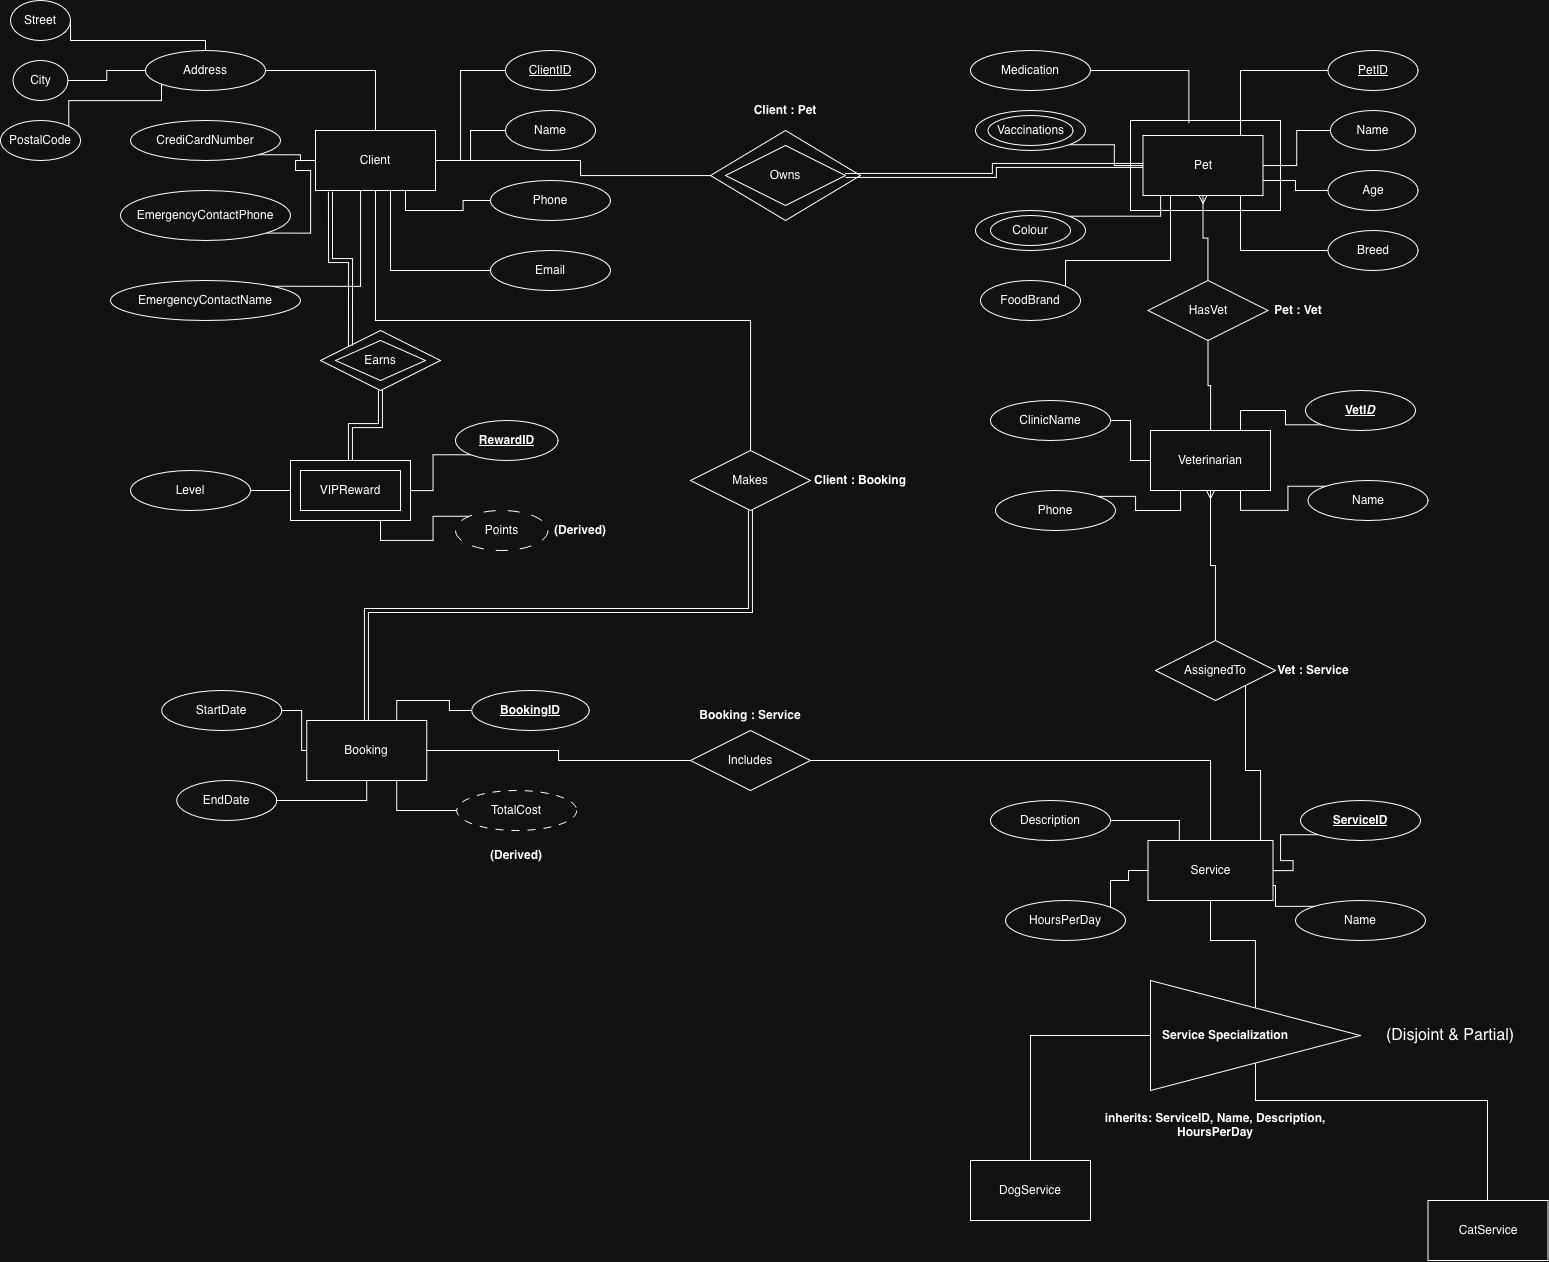 Street
Address
ClientID
Medication
PetID
City
Client : Pet
PostalCode
CrediCardNumber
Name
Vaccinations
Name
Client
Owns
Pet
EmergencyContactPhone
Phone
Age
Colour
Breed
Email
EmergencyContactName
FoodBrand
HasVet
Pet : Vet
Earns
ClinicName
VetID
RewardID
Veterinarian
Level
VIPReward
Makes
Client : Booking
Phone
Name
Points
(Derived)
AssignedTo
Vet : Service
StartDate
BookingID
Booking : Service
Booking
Includes
EndDate
TotalCost
Description
ServiceID
(Derived)
Service
HoursPerDay
Name
Service Specialization
(Disjoint & Partial)
inherits: ServiceID, Name, Description,
HoursPerDay
DogService
CatService